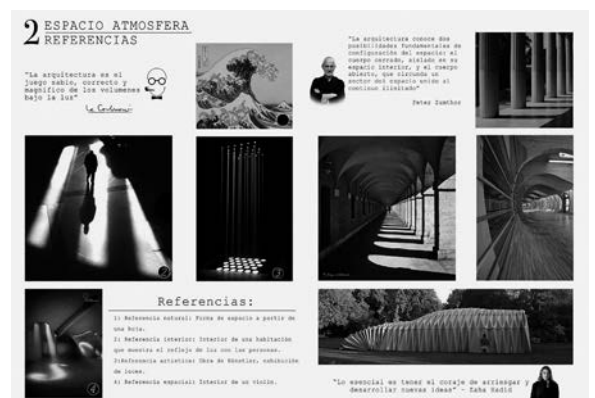 2 ESPACIO ATMOSFERA
REFERENCIAS
"La arquitectura es el
juego sabio, correcto y
magnífico de los volumenes
bajo la luz"
Le Corbusier
"La arquitectura conoce dos
posibilidades fundamentales de
configuración del espacio: el
cuerpo cerrado, aislado en su
espacio interior, y el cuerpo
abierto, que circunda un
sector del espacio unido al
continuo ilimitado"
Peter Zumthor
2
3
4
Referencias:
1: Referencia natural: Forma de espacio a partir de
una
2: Referencia interior: Interior de una habitación
que muestra el reflejo de luz con las personas.
3:Referencia artística: Obra de Künstler, exhibición
de luces.
4: Referencia espacial: Interior de un violín.
"Lo esencial es tener el coraje de arriesgar y
desarrollar nuevas ideas" - Zaha Hadid